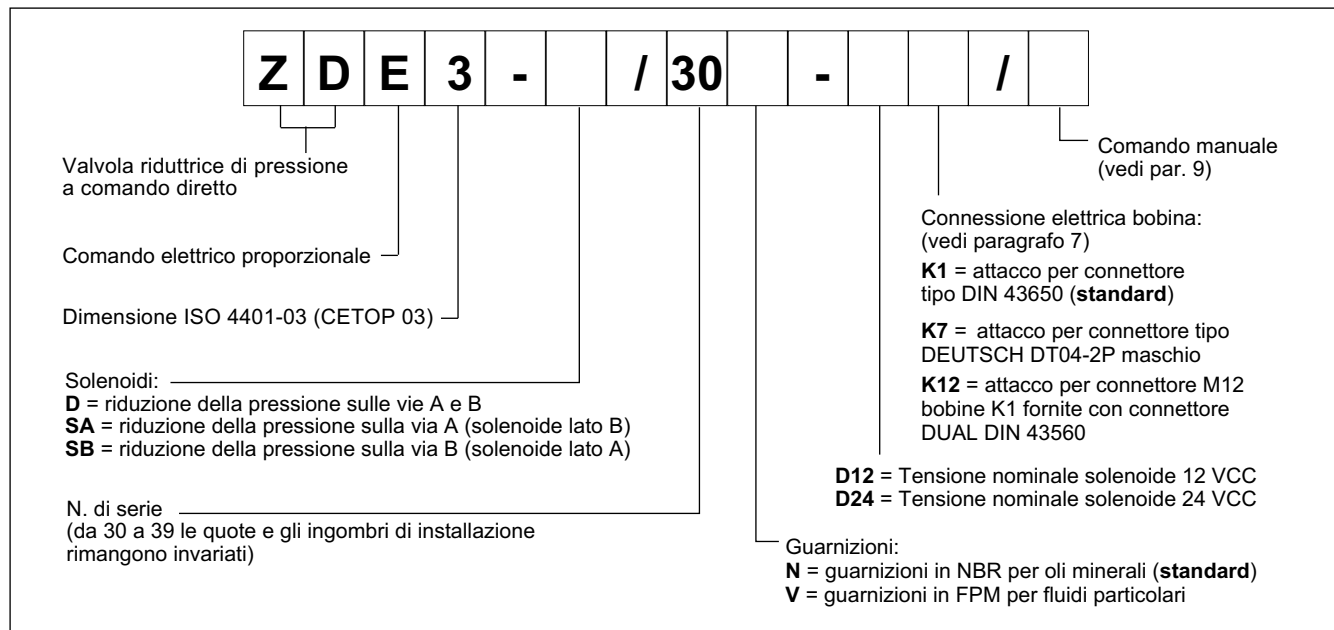 Z D E 3 - / 30 - /
Valvola riduttrice di pressione
a comando diretto
Comando elettrico proporzionale
Dimensione ISO 4401-03 (CETOP 03)
Solenoidi:
D = riduzione della pressione sulle vie A e B
SA = riduzione della pressione sulla via A (solenoide lato B)
SB = riduzione della pressione sulla via B (solenoide lato A)
N. di serie
(da 30 a 39 le quote e gli ingombri di installazione
rimangono invariati)
Comando manuale
(vedi par. 9)
Connessione elettrica bobina:
(vedi paragrafo 7)
K1 = attacco per connettore
tipo DIN 43650 (standard)
K7 = attacco per connettore tipo
DEUTSCH DT04-2P maschio
K12 = attacco per connettore M12
bobine K1 fornite con connettore
DUAL DIN 43560
D12 = Tensione nominale solenoide 12 VCC
D24 = Tensione nominale solenoide 24 VCC
Guarnizioni:
N = guarnizioni in NBR per oli minerali (standard)
V = guarnizioni in FPM per fluidi particolari